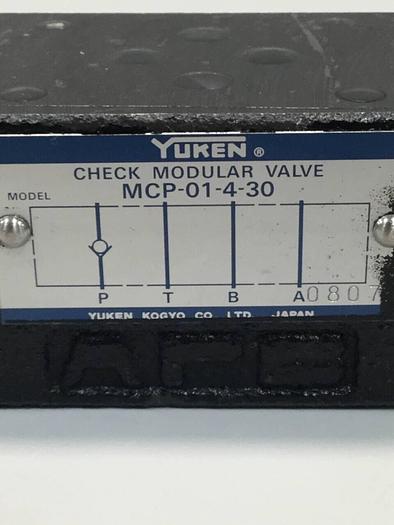 YUKEN ®
CHECK MODULAR VALVE
MODEL MCP-01-4-30
P T B A 0807
YUKEN KOGYO CO. LTD. JAPAN